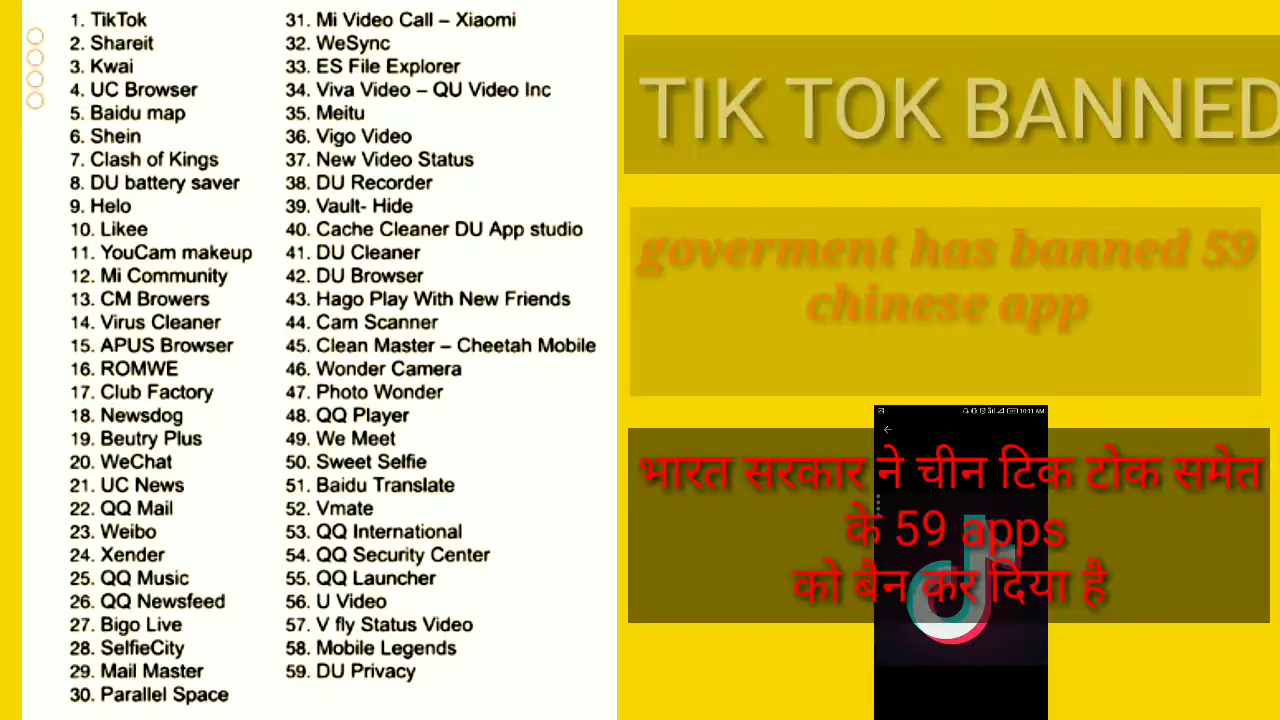 1. TikTok
2. Shareit
3. Kwai
4. UC Browser
5. Baidu map
6. Shein
7. Clash of Kings
8. DU battery saver
9. Helo
10. Likee
11. YouCam makeup
12. Mi Community
13. CM Browers
14. Virus Cleaner
15. APUS Browser
16. ROMWE
17. Club Factory
18. Newsdog
19. Beutry Plus
20. WeChat
21. UC News
22. QQ Mail
23. Weibo
24. Xender
25. QQ Music
26. QQ Newsfeed
27. Bigo Live
28. SelfieCity
29. Mail Master
30. Parallel Space
31. Mi Video Call – Xiaomi
32. WeSync
33. ES File Explorer
34. Viva Video – QU Video Inc
35. Meitu
36. Vigo Video
37. New Video Status
38. DU Recorder
39. Vault- Hide
40. Cache Cleaner DU App studio
41. DU Cleaner
42. DU Browser
43. Hago Play With New Friends
44. Cam Scanner
45. Clean Master – Cheetah Mobile
46. Wonder Camera
47. Photo Wonder
48. QQ Player
49. We Meet
50. Sweet Selfie
51. Baidu Translate
52. Vmate
53. QQ International
54. QQ Security Center
55. QQ Launcher
56. U Video
57. V fly Status Video
58. Mobile Legends
59. DU Privacy
TIK TOK BANNED
goverment has banned 59
chinese app
10:11 AM
भारत सरकार ने चीन टिक टोक समेत
के 59 apps
को बैन कर दिया है